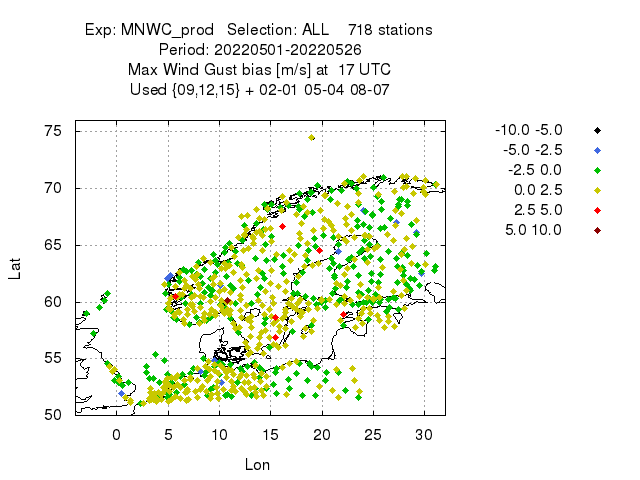 Exp: MNWC_prod   Selection: ALL    718 stations
Period: 20220501-20220526
Max Wind Gust bias [m/s] at  17 UTC
Used {09,12,15} + 02-01 05-04 08-07
-10.0 -5.0
-5.0 -2.5
-2.5 0.0
0.0 2.5
2.5 5.0
5.0 10.0
75
70
65
60
55
50
Lat
0 5 10 15 20 25 30
Lon